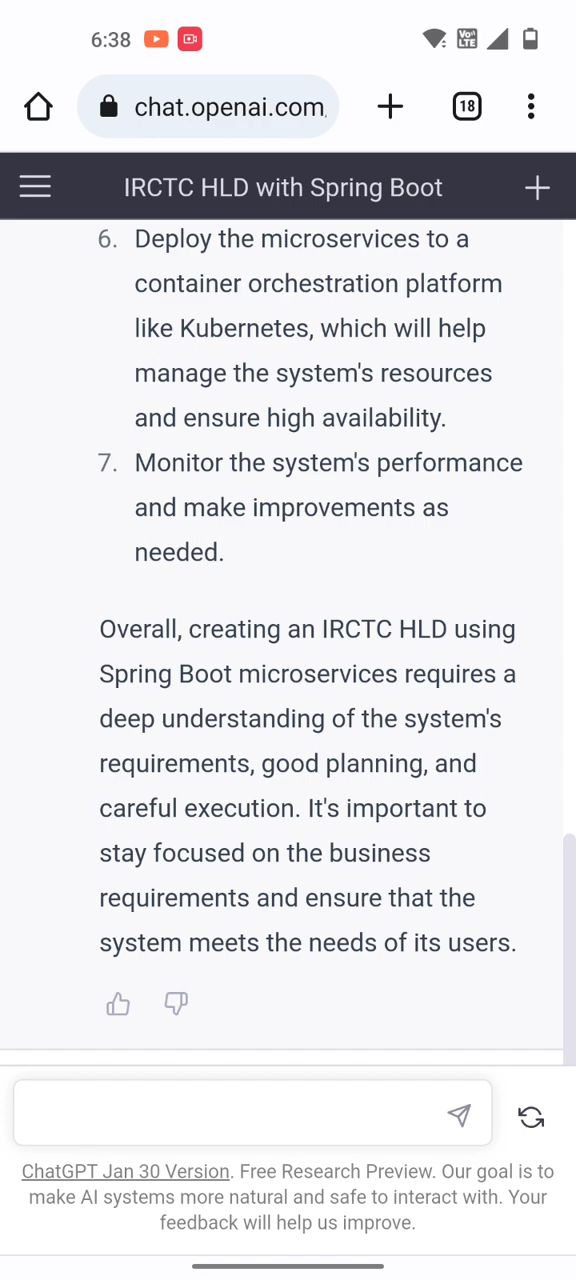 6:38
Vo))
LTE
chat.openai.com
18
IRCTC HLD with Spring Boot
6. Deploy the microservices to a
container orchestration platform
like Kubernetes, which will help
manage the system's resources
and ensure high availability.
7. Monitor the system's performance
and make improvements as
needed.
Overall, creating an IRCTC HLD using
Spring Boot microservices requires a
deep understanding of the system's
requirements, good planning, and
careful execution. It's important to
stay focused on the business
requirements and ensure that the
system meets the needs of its users.
ChatGPT Jan 30 Version. Free Research Preview. Our goal is to
make AI systems more natural and safe to interact with. Your
feedback will help us improve.